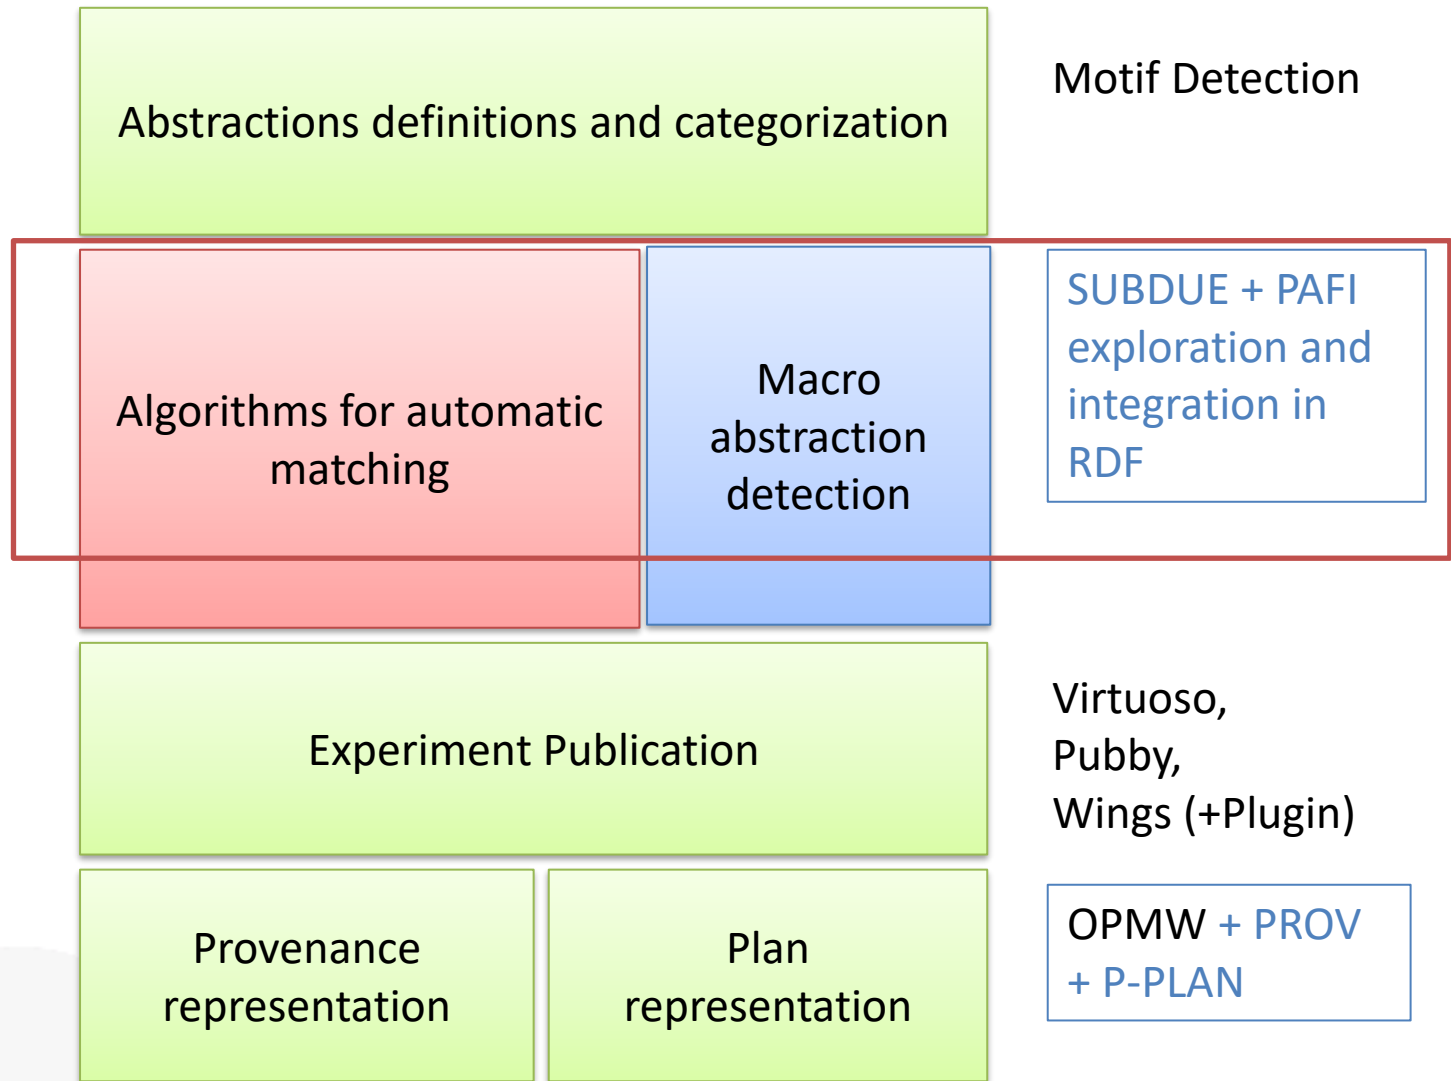 Abstractions definitions and categorization
Motif Detection
Algorithms for automatic
matching
Macro
abstraction
detection
SUBDUE + PAFI
exploration and
integration in
RDF
Experiment Publication
Virtuoso,
Pubby,
Wings (+Plugin)
Provenance
representation
Plan
representation
OPMW + PROV
+ P-PLAN